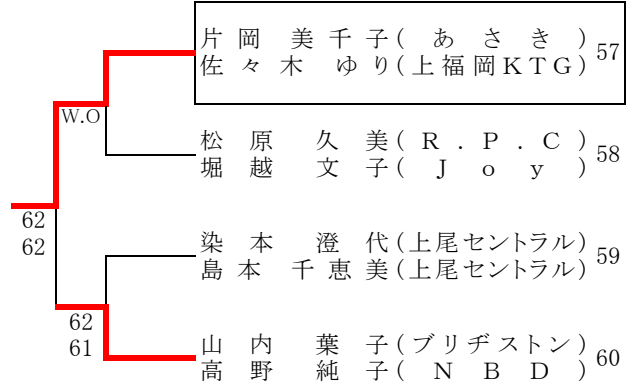 片岡 美千子(あさき)
佐々木 ゆり(上福岡KTG) 57
W.O
松原 久美(R.P.C)
堀越 文子(Joy) 58
62
62
染本 澄代(上尾セントラル)
島本 千恵美(上尾セントラル) 59
62
61
山内 葉子(ブリヂストン)
高野 純子(NBD) 60